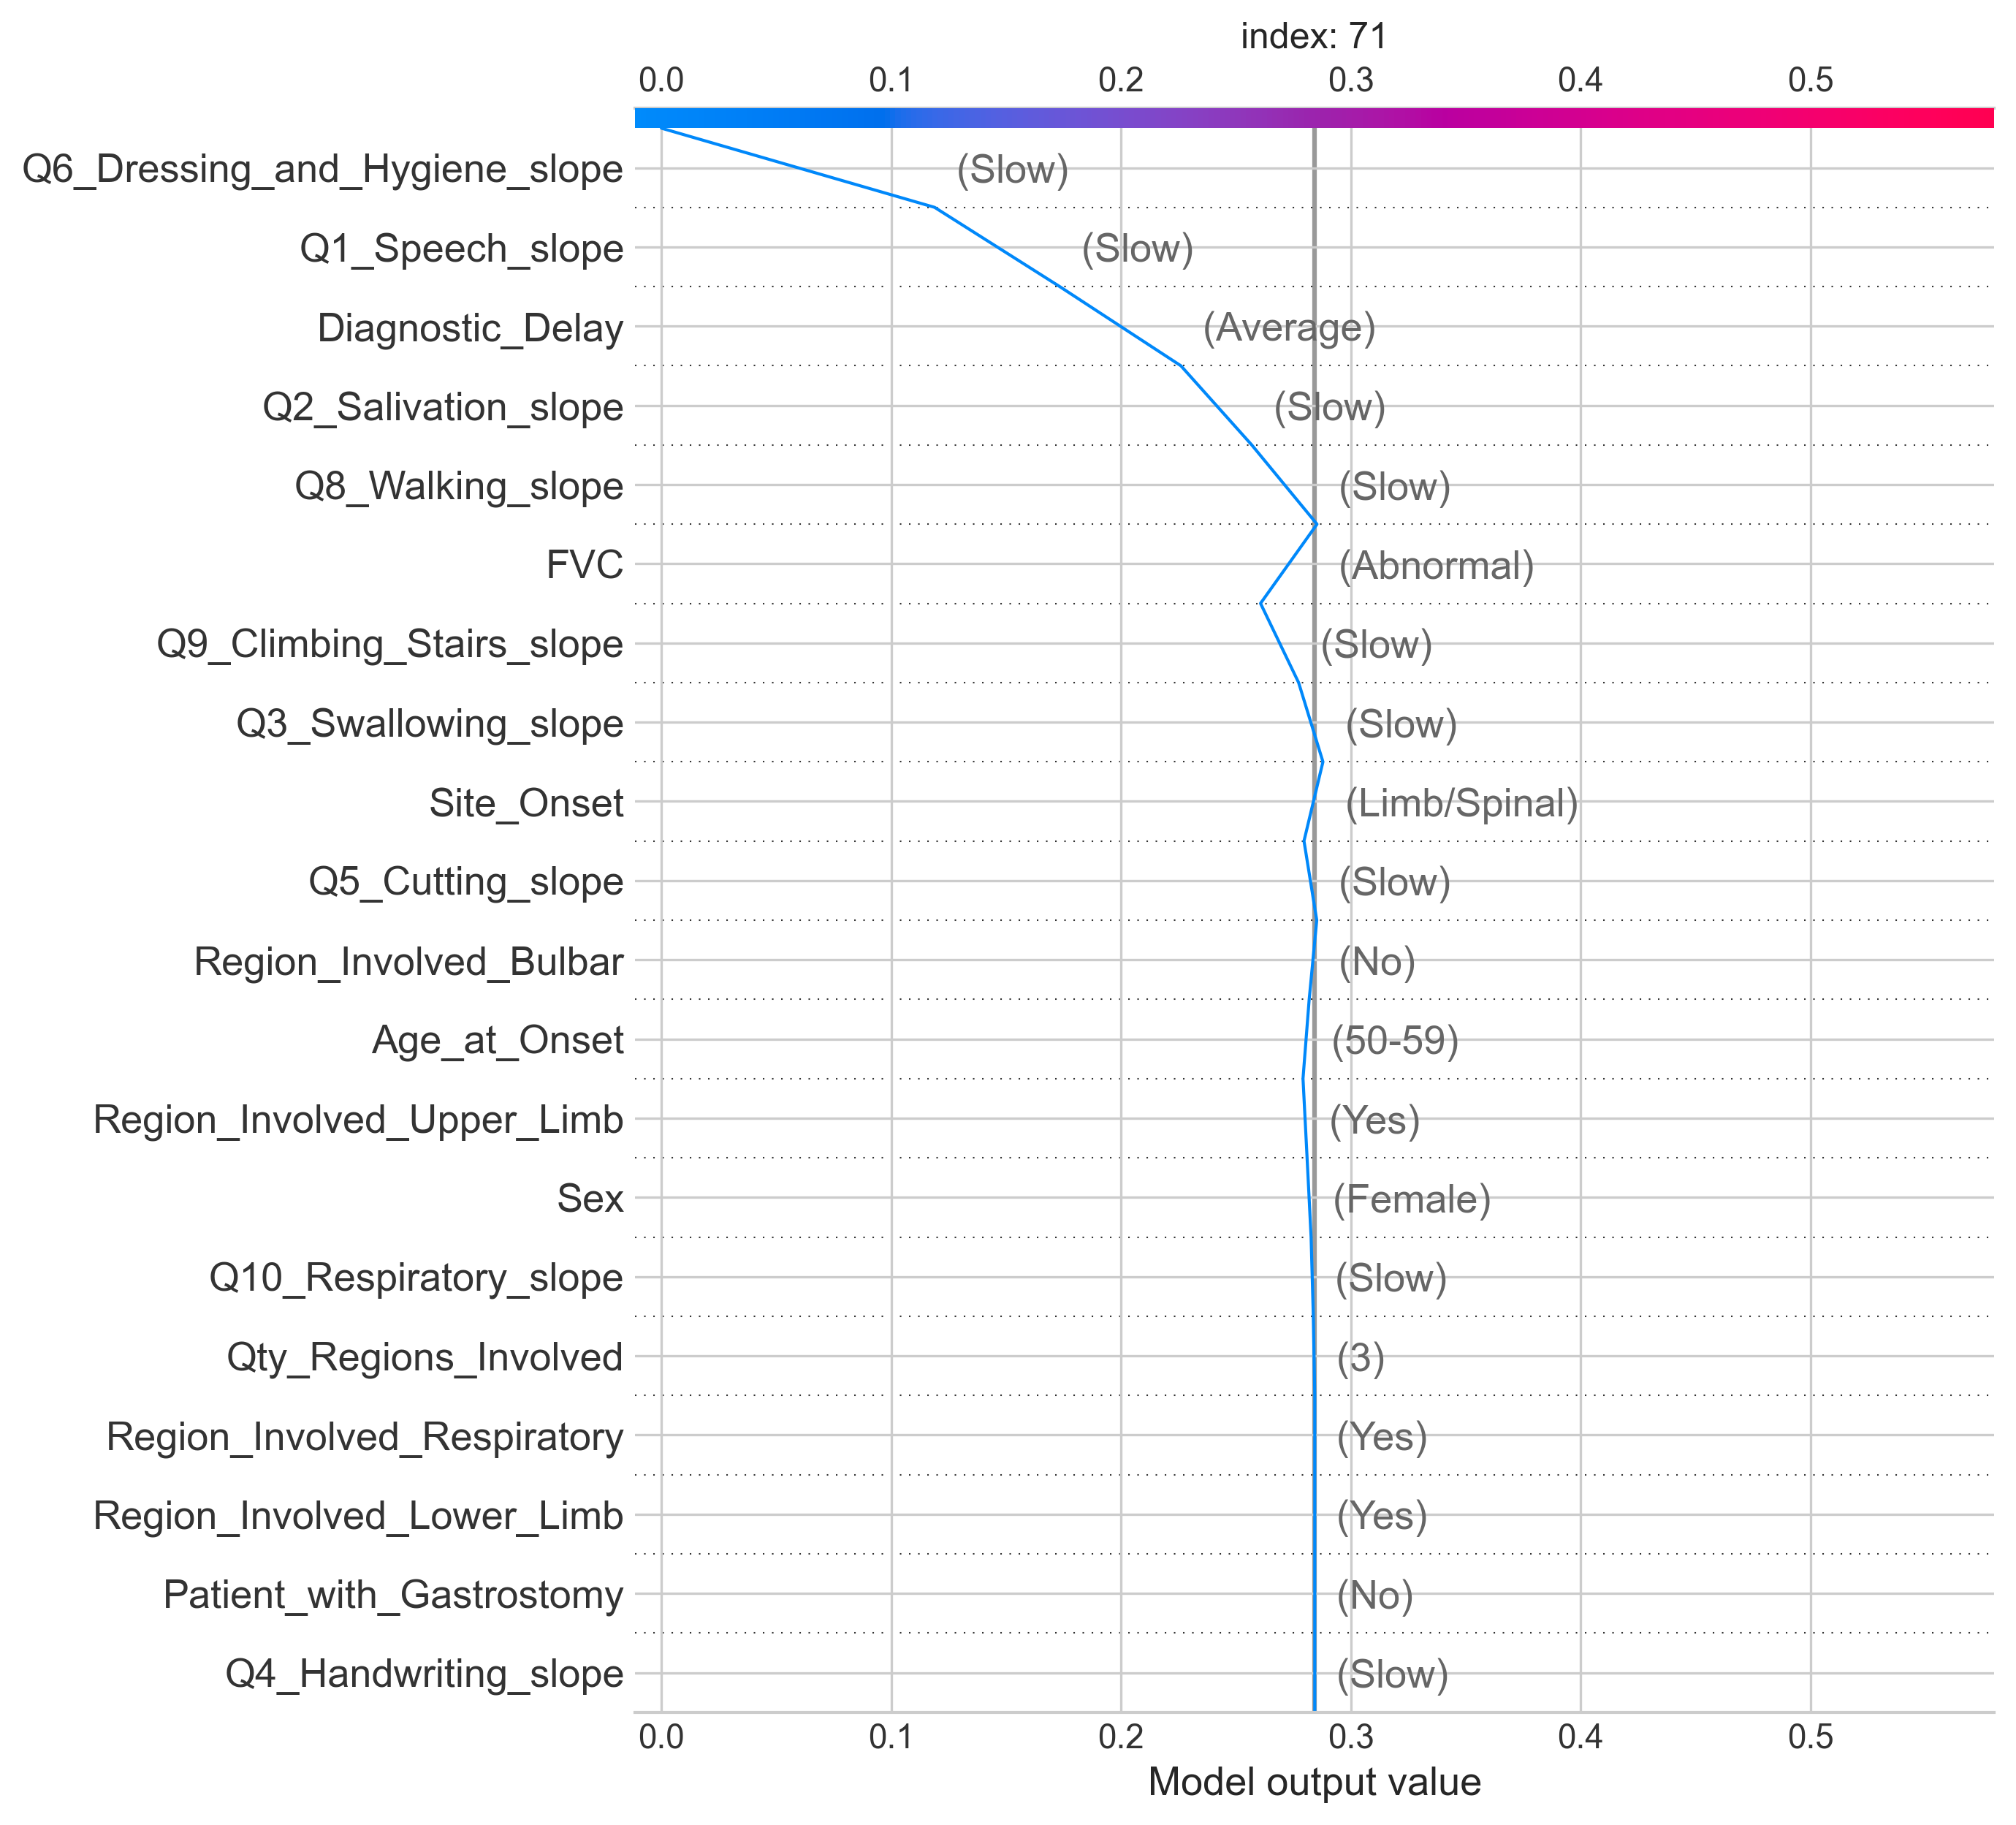 index: 71
0.0 0.1 0.2 0.3 0.4 0.5
Q6_Dressing_and_Hygiene_slope (Slow)
Q1_Speech_slope (Slow)
Diagnostic_Delay (Average)
Q2_Salivation_slope (Slow)
Q8_Walking_slope (Slow)
FVC (Abnormal)
Q9_Climbing_Stairs_slope (Slow)
Q3_Swallowing_slope (Slow)
Site_Onset (Limb/Spinal)
Q5_Cutting_slope (Slow)
Region_Involved_Bulbar (No)
Age_at_Onset (50-59)
Region_Involved_Upper_Limb (Yes)
Sex (Female)
Q10_Respiratory_slope (Slow)
Qty_Regions_Involved (3)
Region_Involved_Respiratory (Yes)
Region_Involved_Lower_Limb (Yes)
Patient_with_Gastrostomy (No)
Q4_Handwriting_slope (Slow)
0.0 0.1 0.2 0.3 0.4 0.5
Model output value